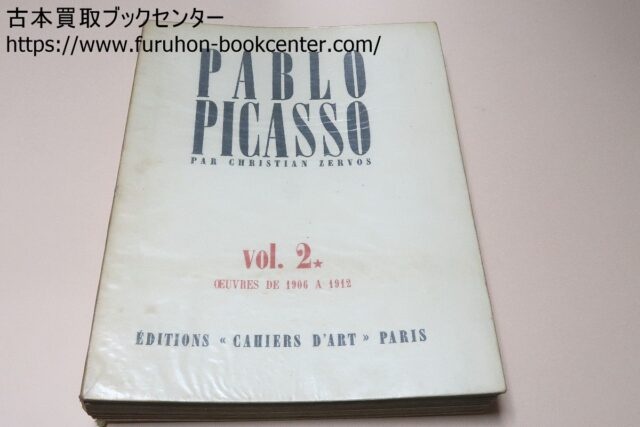 古本買取ブックセンター
https://www.furuhon-bookcenter.com/
PABLO
PICASSO
PAR CHRISTIAN ZERVOS
vol. 2★
ŒUVRES DE 1906 A 1912
ÉDITIONS « CAHIERS D'ART » PARIS